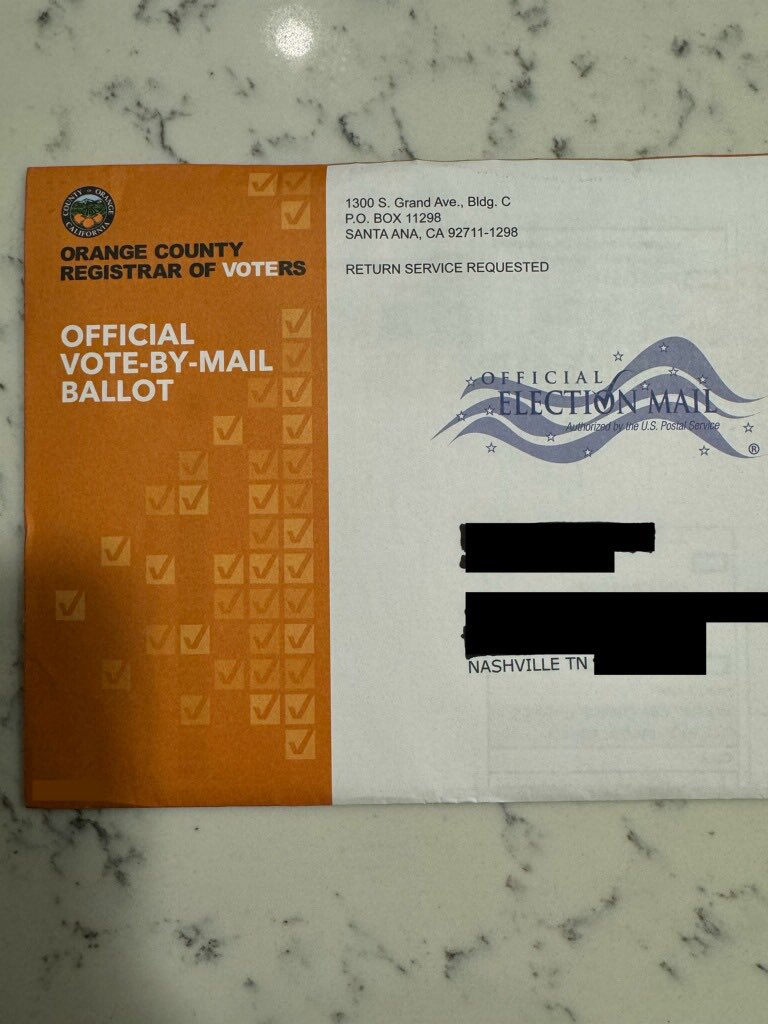 COUNTY OF ORANGE
CALIFORNIA
ORANGE COUNTY
REGISTRAR OF VOTERS
OFFICIAL
VOTE-BY-MAIL
BALLOT
1300 S. Grand Ave., Bldg. C
P.O. BOX 11298
SANTA ANA, CA 92711-1298
RETURN SERVICE REQUESTED
OFFICIAL
ELECTION MAIL
Authorized by the U.S. Postal Service
®
NASHVILLE TN